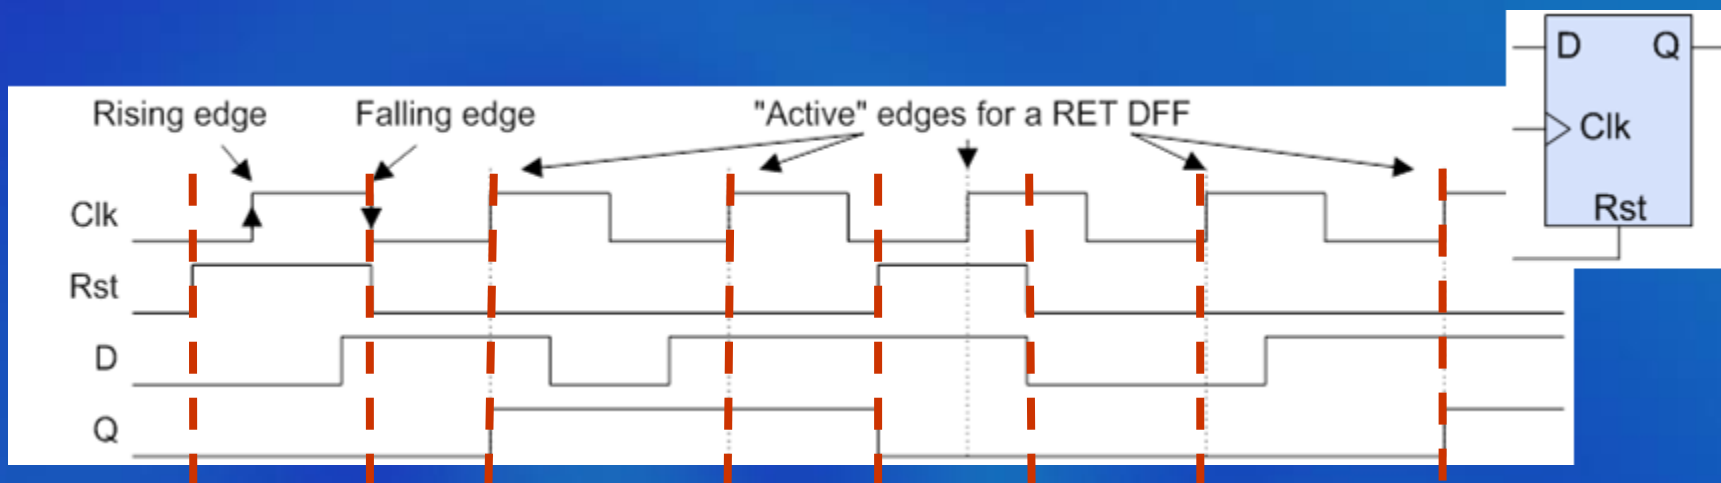 D Q
Rising edge Falling edge "Active" edges for a RET DFF
Clk
Clk
Rst
Rst
D
Q